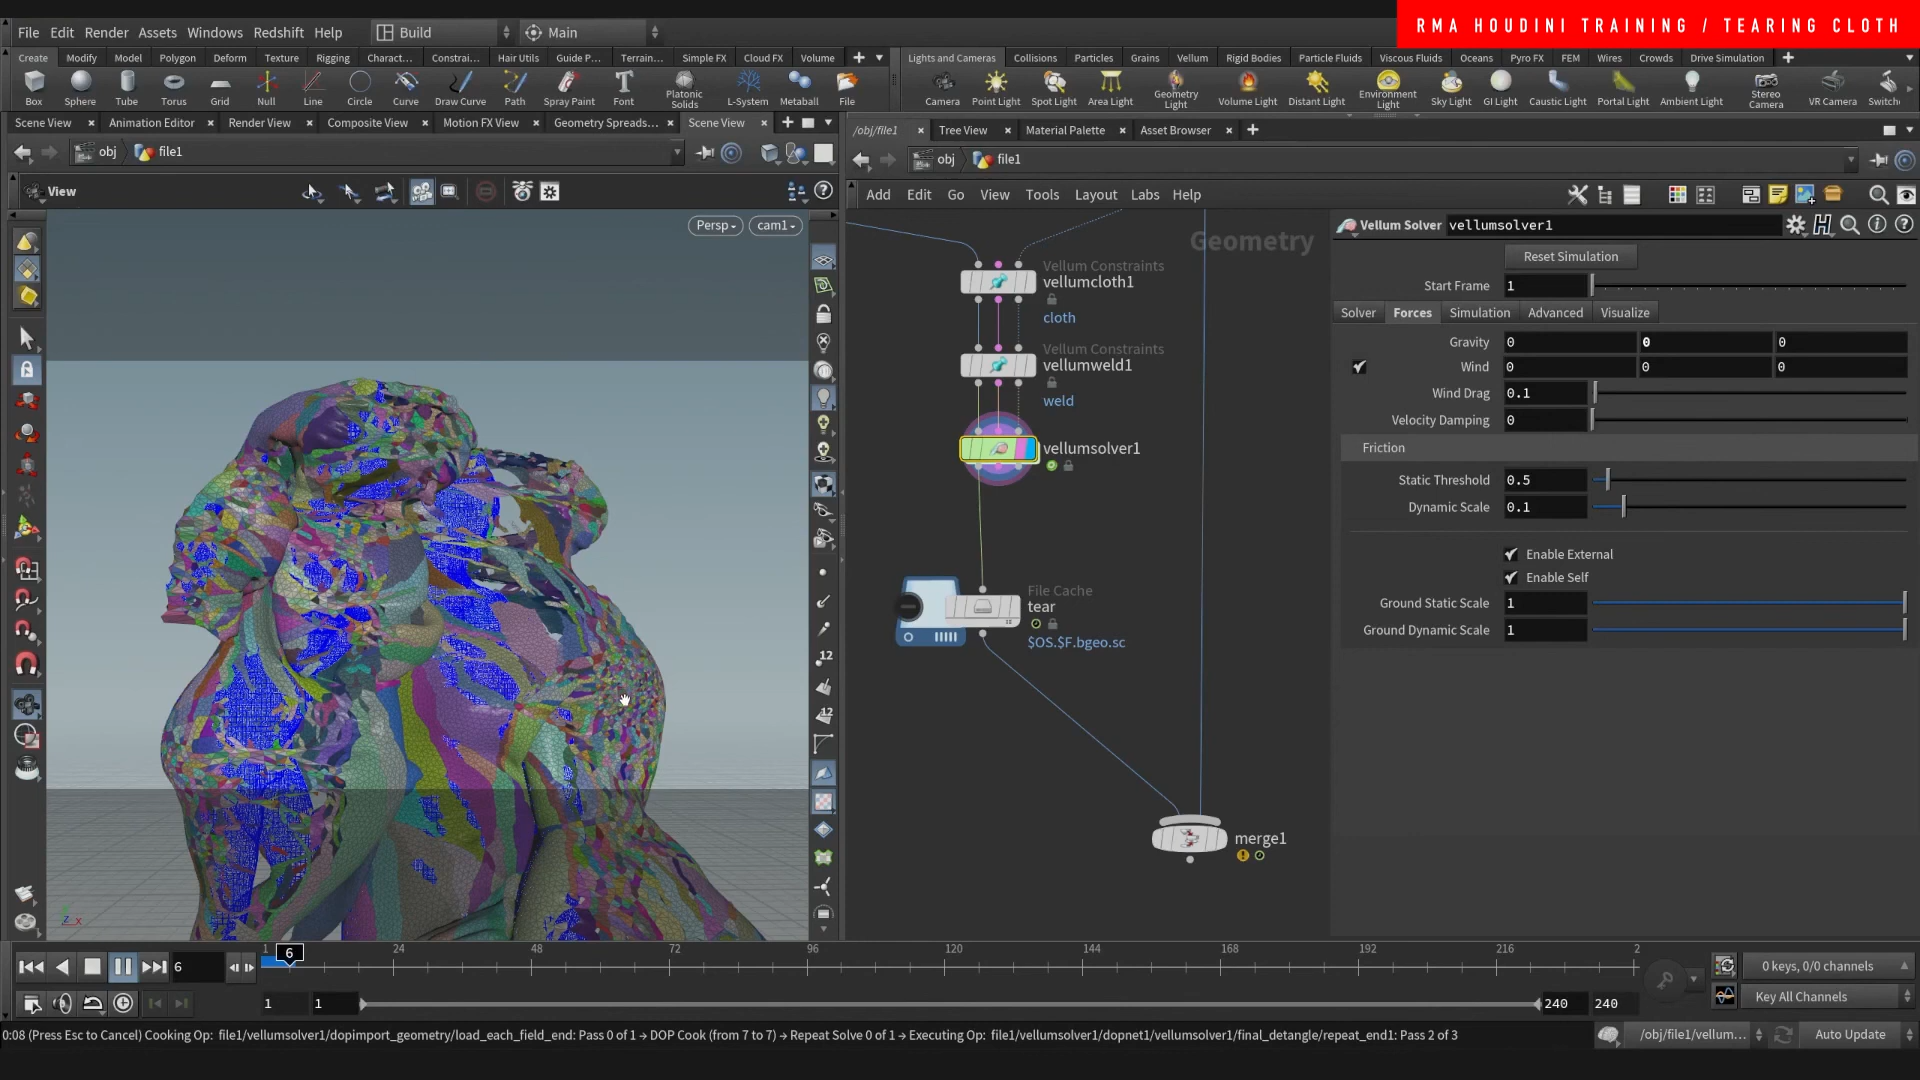 RMA HOUDINI TRAINING / TEARING CLOTH
File Edit Render Assets Windows Redshift Help Build Main
Create Modify Model Polygon Deform Texture Rigging Charact... Constrai... Hair Utils Guide P... Terrain... Simple FX Cloud FX Volume
Lights and Cameras Collisions Particles Grains Vellum Rigid Bodies Particle Fluids Viscous Fluids Oceans Pyro FX FEM Wires Crowds Drive Simulation
Box Sphere Tube Torus Grid Null Line Circle Curve Draw Curve Path Spray Paint Font Platonic Solids L-System Metaball File
Camera Point Light Spot Light Area Light Geometry Light Volume Light Distant Light Environment Light Sky Light GI Light Caustic Light Portal Light Ambient Light Stereo Camera VR Camera Switch
Scene View Animation Editor Render View Composite View Motion FX View Geometry Spreads... Scene View
/obj/file1 Tree View Material Palette Asset Browser
obj file1
obj file1
View
Add Edit Go View Tools Layout Labs Help
Persp cam1
Geometry
Vellum Constraints
vellumcloth1
cloth
Vellum Constraints
vellumweld1
weld
vellumsolver1
File Cache
tear
$OS.$F.bgeo.sc
merge1
12
12
Vellum Solver vellumsolver1
Reset Simulation
Start Frame 1
Solver Forces Simulation Advanced Visualize
Gravity 0 0 0
Wind 0 0 0
Wind Drag 0.1
Velocity Damping 0
Friction
Static Threshold 0.5
Dynamic Scale 0.1
Enable External
Enable Self
Ground Static Scale 1
Ground Dynamic Scale 1
z x
1 6 24 48 72 96 120 144 168 192 216 2
6
0 keys, 0/0 channels
1 1 240 240
Key All Channels
0:08 (Press Esc to Cancel) Cooking Op: file1/vellumsolver1/dopimport_geometry/load_each_field_end: Pass 0 of 1 → DOP Cook (from 7 to 7) → Repeat Solve 0 of 1 → Executing Op: file1/vellumsolver1/dopnet1/vellumsolver1/final_detangle/repeat_end1: Pass 2 of 3
/obj/file1/vellum... Auto Update